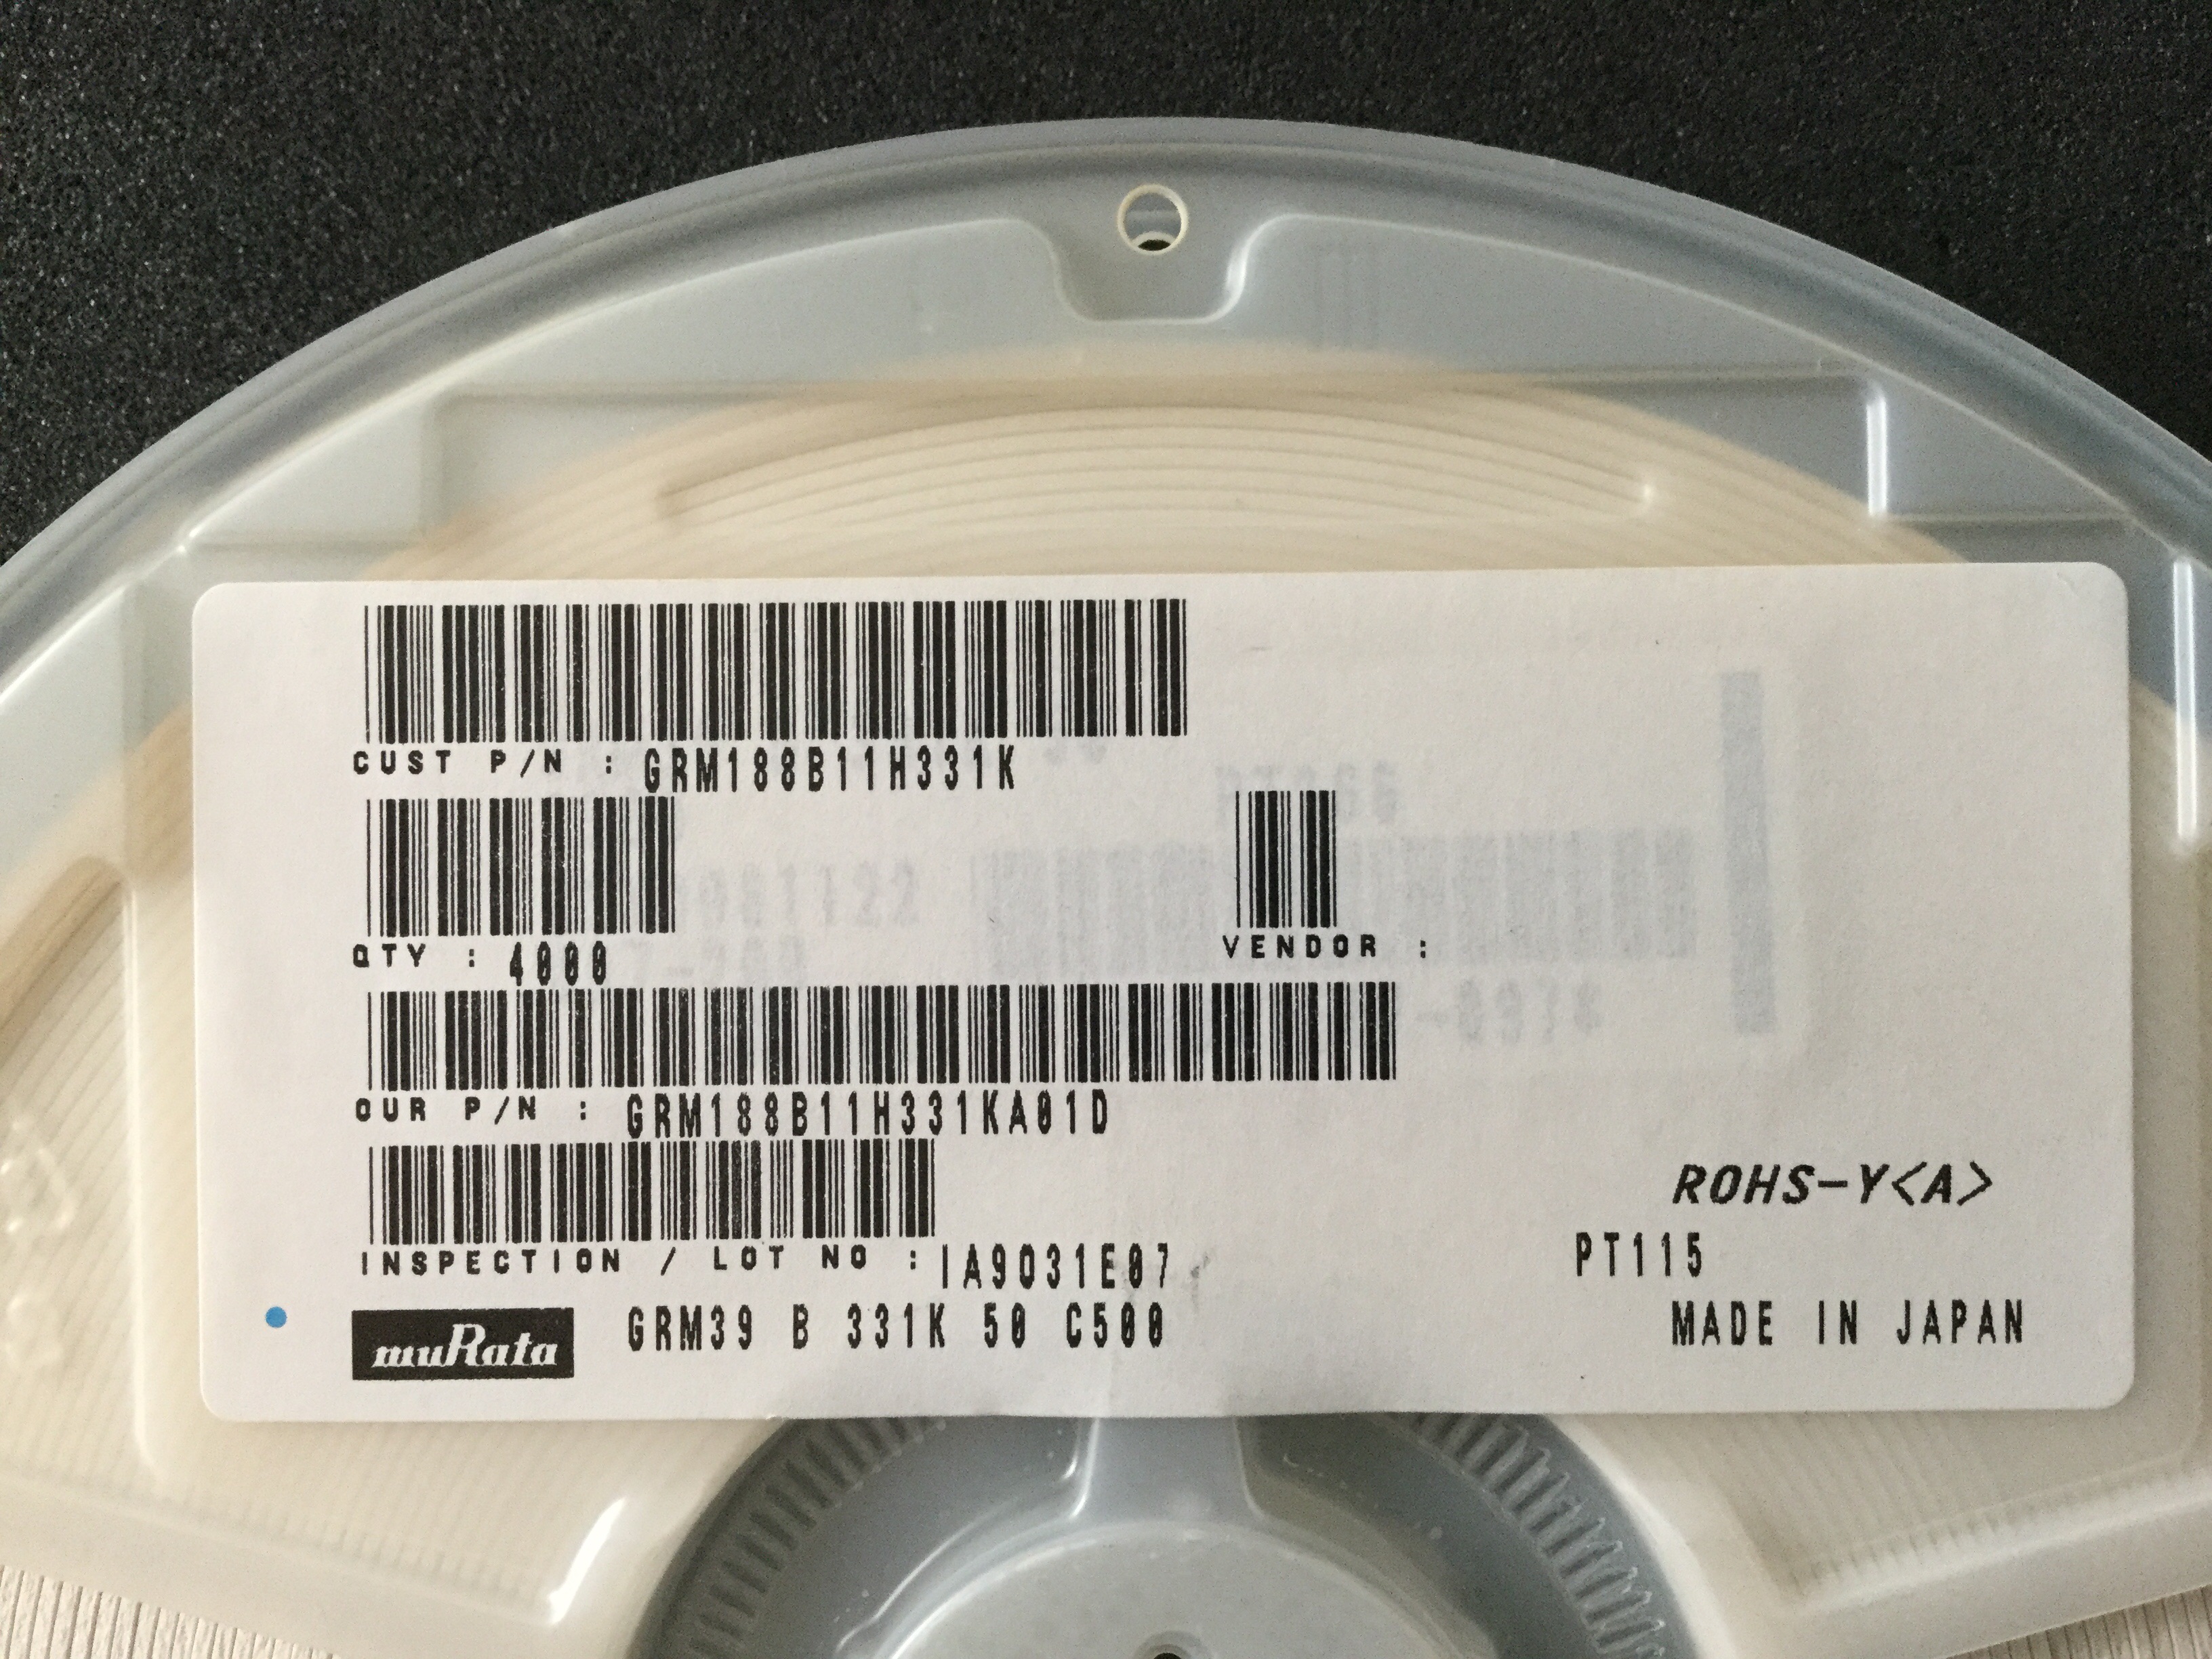 CUST P/N : GRM188B11H331K
QTY : 4000
VENDOR :
OUR P/N : GRM188B11H331KA01D
INSPECTION / LOT NO : IA9031E07
ROHS-Y<A>
PT115
muRata GRM39 B 331K 50 C500
MADE IN JAPAN